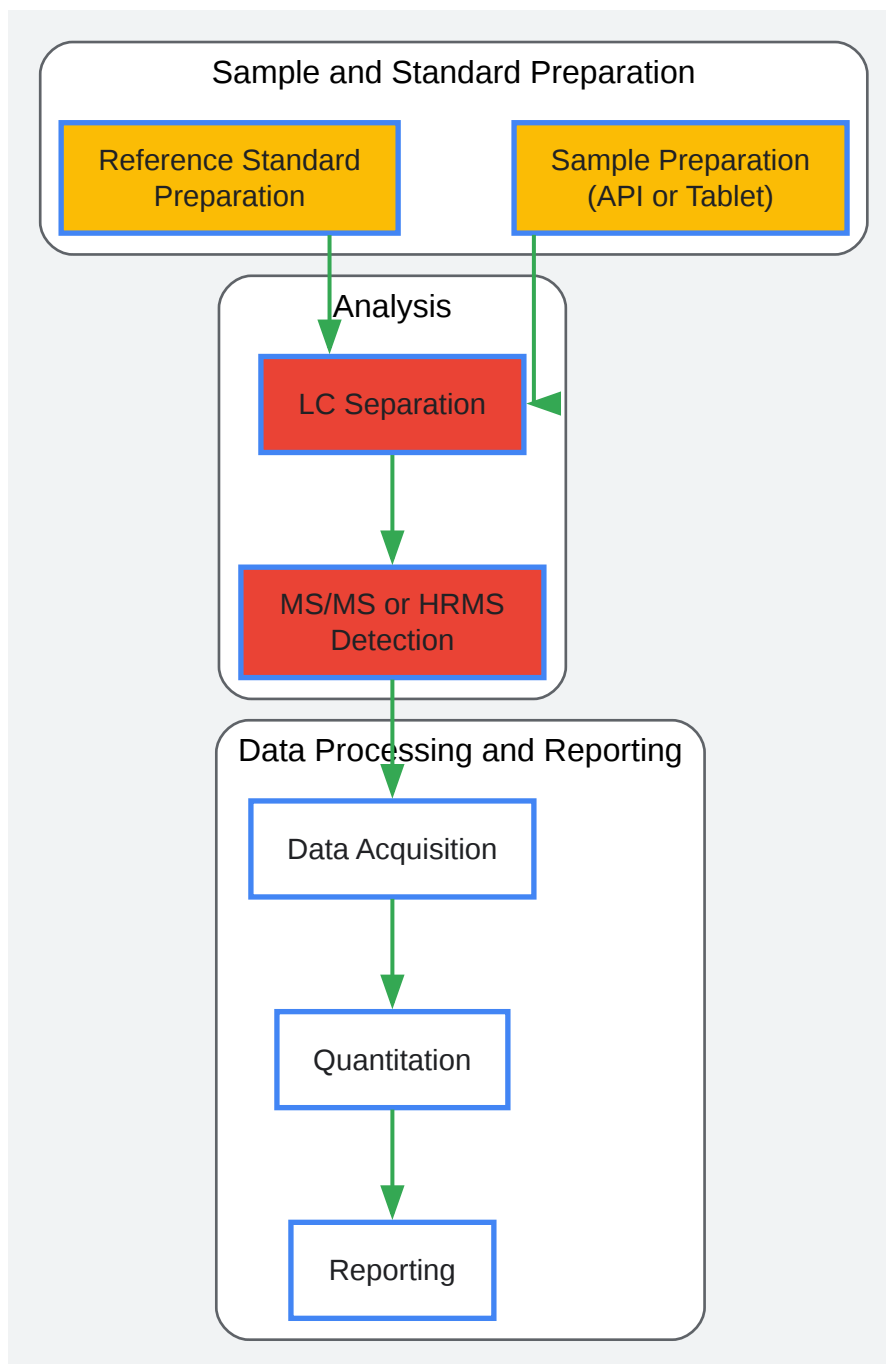 Sample and Standard Preparation
Reference Standard
Preparation
Sample Preparation
(API or Tablet)
Analysis
LC Separation
MS/MS or HRMS
Detection
Data Processing and Reporting
Data Acquisition
Quantitation
Reporting